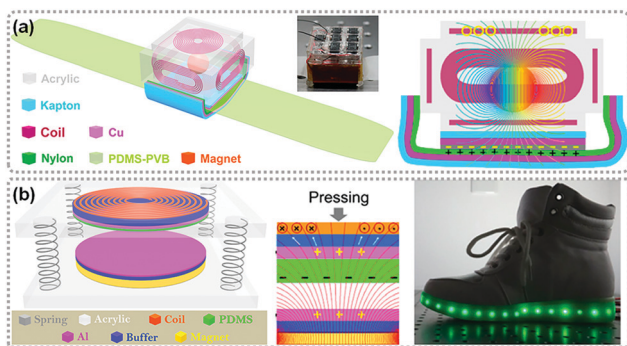 (a)
Acrylic
Kapton
Coil Cu
Nylon PDMS-PVB Magnet
(b)
Pressing
Spring Acrylic Coil PDMS
Al Buffer Magnet